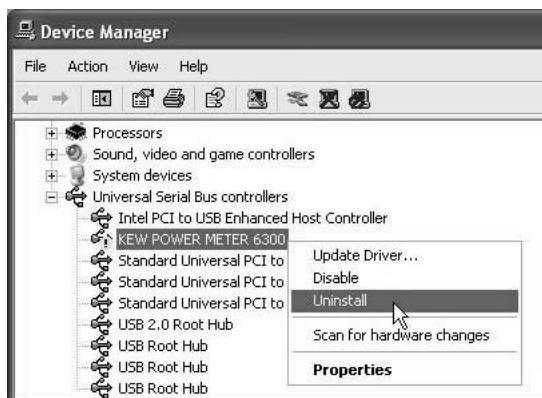 Device Manager
File Action View Help
Processors
Sound, video and game controllers
System devices
Universal Serial Bus controllers
Intel PCI to USB Enhanced Host Controller
KEW POWER METER 6300
Standard Universal PCI to
Standard Universal PCI to
Standard Universal PCI to
USB 2.0 Root Hub
USB Root Hub
USB Root Hub
USB Root Hub
Update Driver...
Disable
Uninstall
Scan for hardware changes
Properties